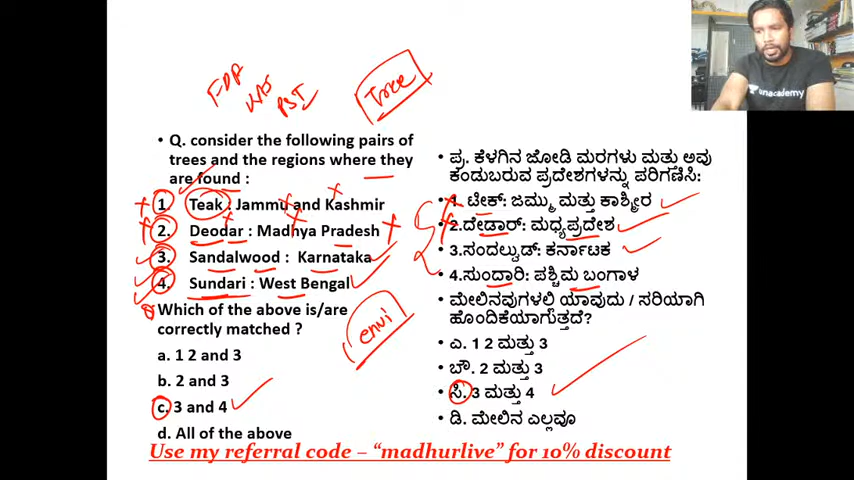 FDA
KAS
PSI
Tree
unacademy
• Q. consider the following pairs of
trees and the regions where they
are found :
1. Teak : Jammu and Kashmir
2. Deodar : Madhya Pradesh
3. Sandalwood : Karnataka
4. Sundari : West Bengal
Which of the above is/are
correctly matched ?
a. 1 2 and 3
b. 2 and 3
c. 3 and 4
d. All of the above
envi
• ಪ್ರ. ಕೆಳಗಿನ ಜೋಡಿ ಮರಗಳು ಮತ್ತು ಅವು
ಕಂಡುಬರುವ ಪ್ರದೇಶಗಳನ್ನು ಪರಿಗಣಿಸಿ:
• 1. ಟೀಕ್: ಜಮ್ಮು ಮತ್ತು ಕಾಶ್ಮೀರ
• 2.ದೇಡಾರ್: ಮಧ್ಯಪ್ರದೇಶ
• 3.ಸಂದಲ್ವುಡ್: ಕರ್ನಾಟಕ
• 4.ಸುಂದಾರಿ: ಪಶ್ಚಿಮ ಬಂಗಾಳ
• ಮೇಲಿನವುಗಳಲ್ಲಿ ಯಾವುದು / ಸರಿಯಾಗಿ
ಹೊಂದಿಕೆಯಾಗುತ್ತದೆ?
• ಎ. 1 2 ಮತ್ತು 3
• ಬೌ. 2 ಮತ್ತು 3
• ಸಿ. 3 ಮತ್ತು 4
• ಡಿ. ಮೇಲಿನ ಎಲ್ಲವೂ
Use my referral code – “madhurlive” for 10% discount